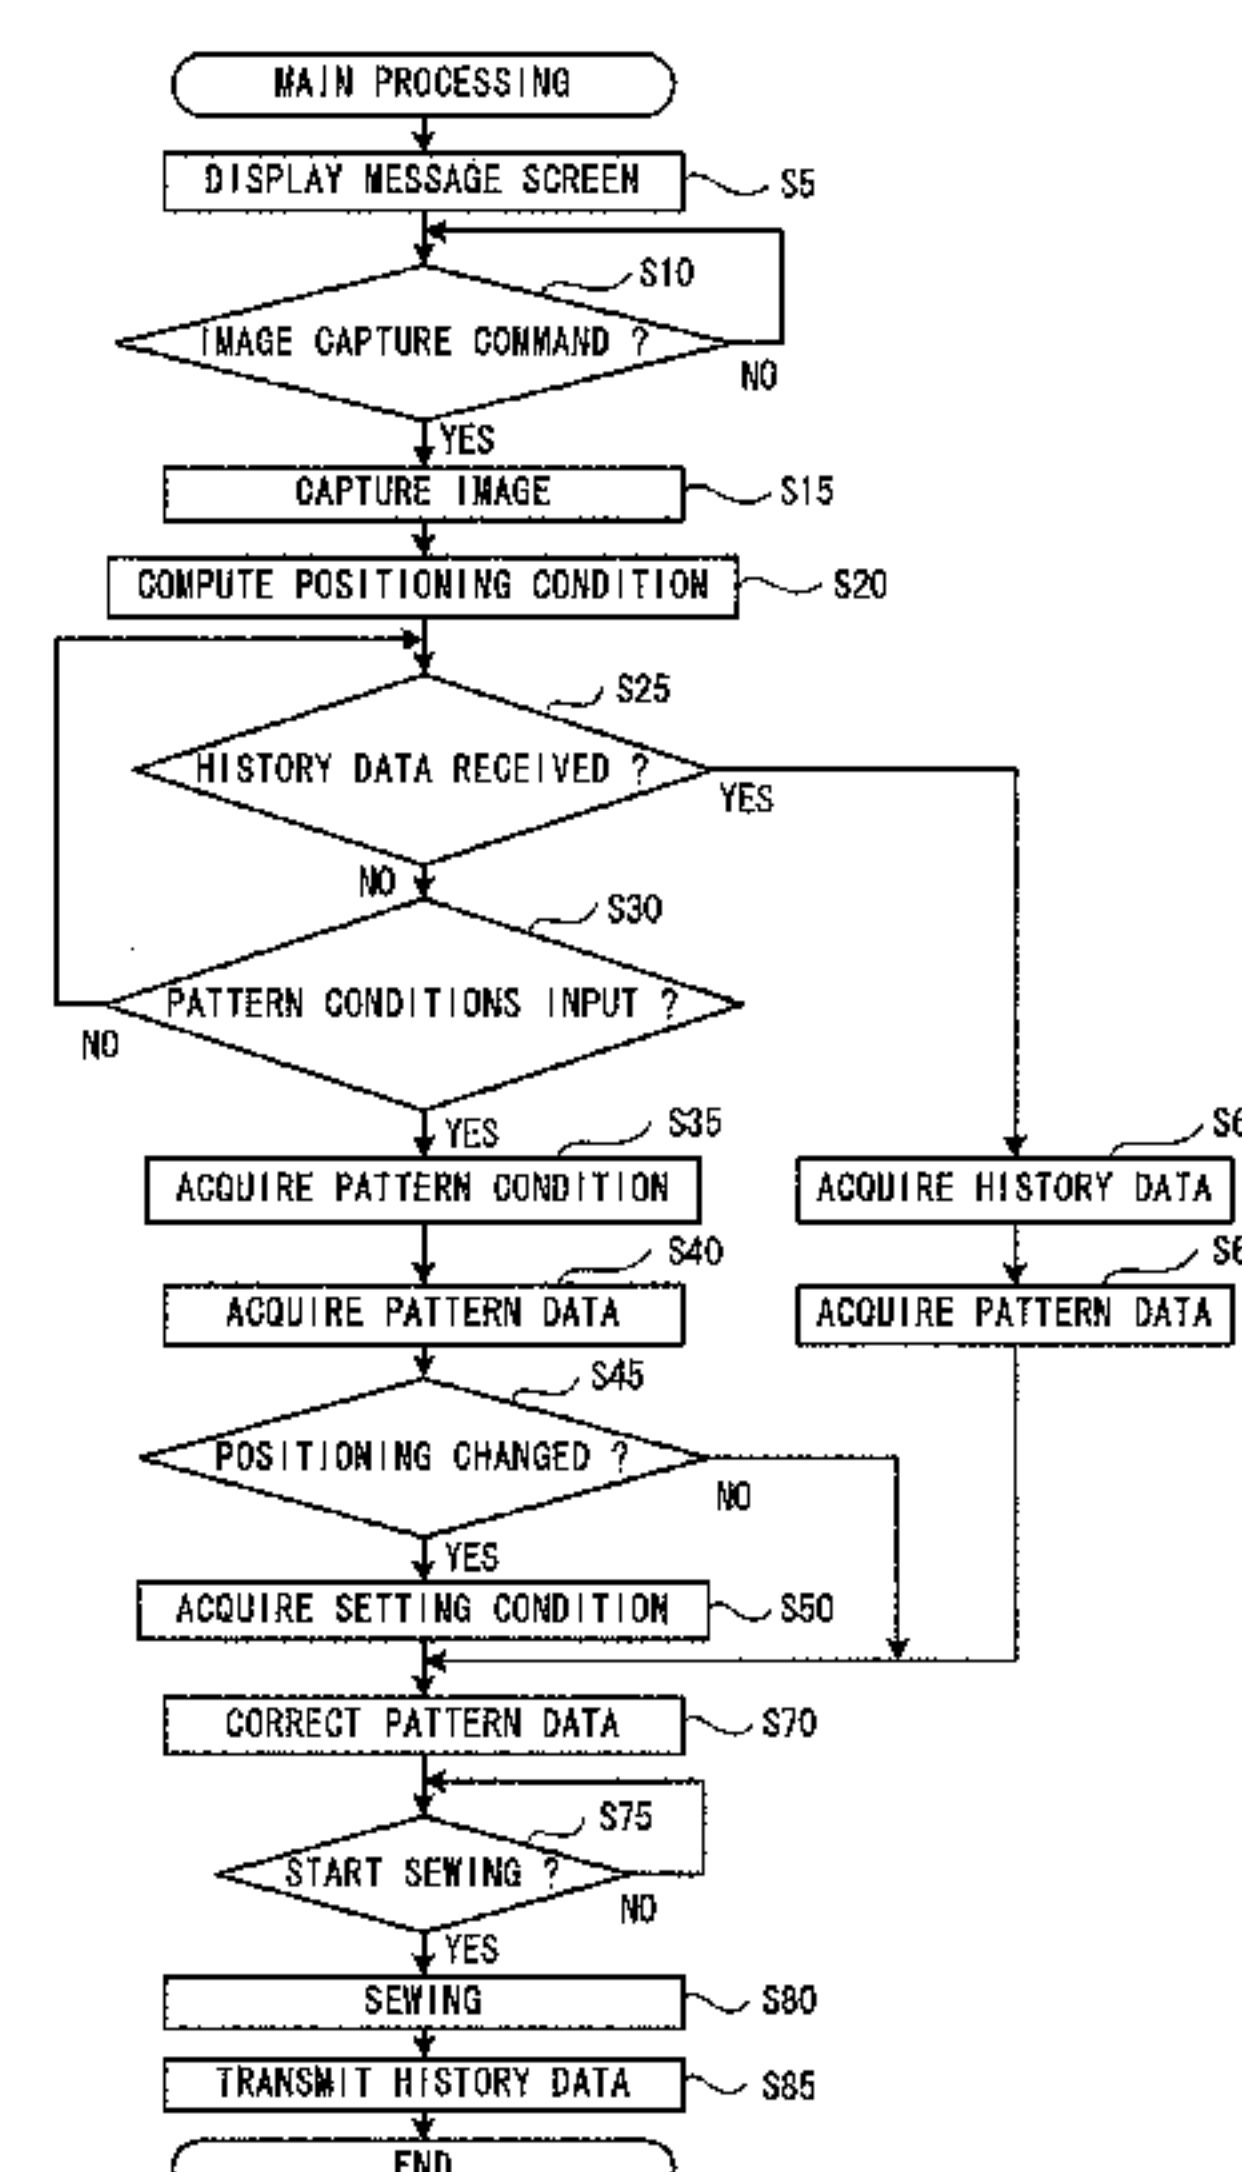 MAIN PROCESSING
DISPLAY MESSAGE SCREEN
S5
S10
IMAGE CAPTURE COMMAND ?
NO
YES
CAPTURE IMAGE
S15
COMPUTE POSITIONING CONDITION
S20
S25
HISTORY DATA RECEIVED ?
YES
NO
S30
PATTERN CONDITIONS INPUT ?
NO
YES
S35
ACQUIRE PATTERN CONDITION
ACQUIRE HISTORY DATA
S40
ACQUIRE PATTERN DATA
ACQUIRE PATTERN DATA
S45
POSITIONING CHANGED ?
NO
YES
ACQUIRE SETTING CONDITION
S50
CORRECT PATTERN DATA
S70
S75
START SEWING ?
NO
YES
SEWING
S80
TRANSMIT HISTORY DATA
S85
END